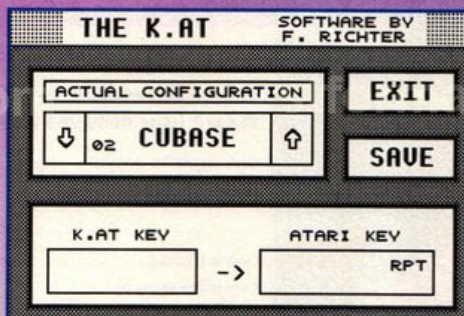 THE K.AT
SOFTWARE BY
F. RICHTER
ACTUAL CONFIGURATION
EXIT
⇩ 02 CUBASE ⇧
SAVE
K.AT KEY
ATARI KEY
->
RPT